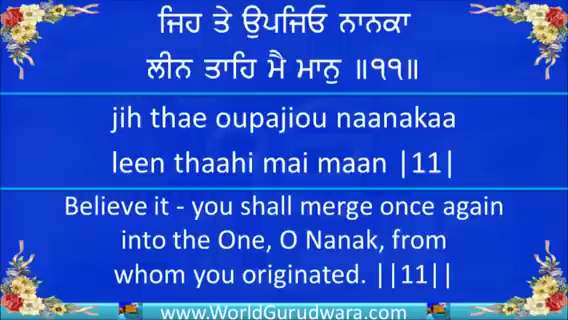 ਜਿਹ ਤੇ ਉਪਜਿਓ ਨਾਨਕਾ
ਲੀਨ ਤਾਹਿ ਮੈ ਮਾਨੁ ॥੧੧॥
jih thae oupajiou naanakaa
leen thaahi mai maan |11|
Believe it - you shall merge once again
into the One, O Nanak, from
whom you originated. ||11||
www.WorldGurudwara.com